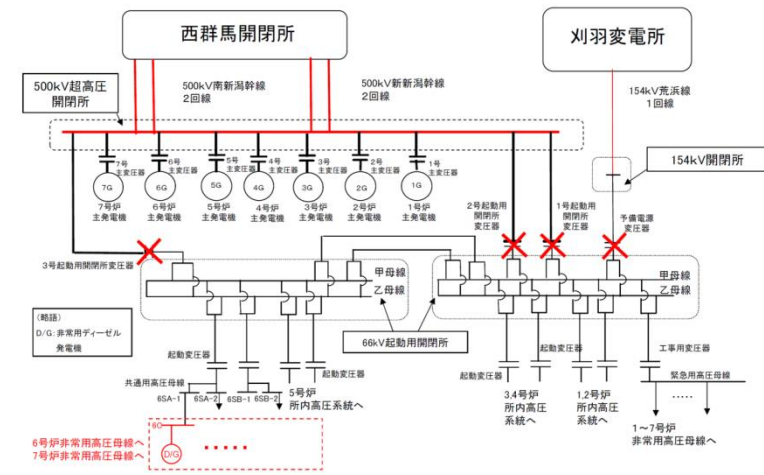 西群馬開閉所
刈羽変電所
500kV超高圧
開閉所
500kV南新潟幹線
2回線
500kV新新潟幹線
2回線
154kV荒浜線
1回線
154kV開閉所
7号
主変圧器
6号
主変圧器
5号
主変圧器
4号
主変圧器
3号
主変圧器
2号
主変圧器
1号
主変圧器
7G
6G
5G
4G
3G
2G
1G
7号炉
主発電機
6号炉
主発電機
5号炉
主発電機
4号炉
主発電機
3号炉
主発電機
2号炉
主発電機
1号炉
主発電機
2号起動用
開閉所
変圧器
1号起動用
開閉所
変圧器
予備電源
変圧器
3号起動用開閉所変圧器
甲母線
乙母線
甲母線
乙母線
(略語)
D/G:非常用ディーゼル
発電機
66kV起動用開閉所
起動変圧器
起動変圧器
起動変圧器
起動変圧器
工事用変圧器
共通用高圧母線
6SA-1
6SA-2
6SB-1
6SB-2
5号炉
所内高圧系統へ
3,4号炉
所内高圧
系統へ
1,2号炉
所内高圧
系統へ
緊急用高圧母線
1～7号炉
非常用高圧母線へ
6号炉非常用高圧母線へ
7号炉非常用高圧母線へ
D/G